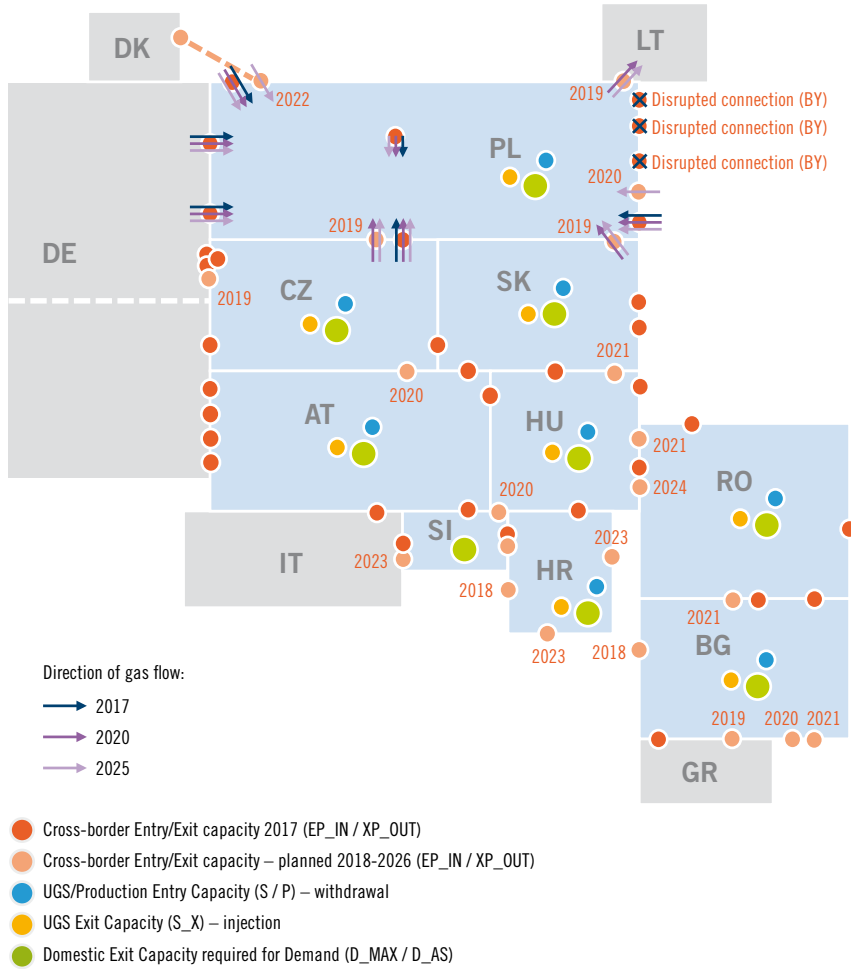 DK
LT
2022
2019
Disrupted connection (BY)
Disrupted connection (BY)
Disrupted connection (BY)
PL
2020
2019
2019
DE
CZ
SK
2019
2021
2020
AT
HU
2021
RO
2024
2020
SI
2023
IT
2023
HR
2018
2021
2023
2018
BG
2019
2020
2021
GR
Direction of gas flow:
2017
2020
2025
Cross-border Entry/Exit capacity 2017 (EP_IN / XP_OUT)
Cross-border Entry/Exit capacity – planned 2018-2026 (EP_IN / XP_OUT)
UGS/Production Entry Capacity (S / P) – withdrawal
UGS Exit Capacity (S_X) – injection
Domestic Exit Capacity required for Demand (D_MAX / D_AS)